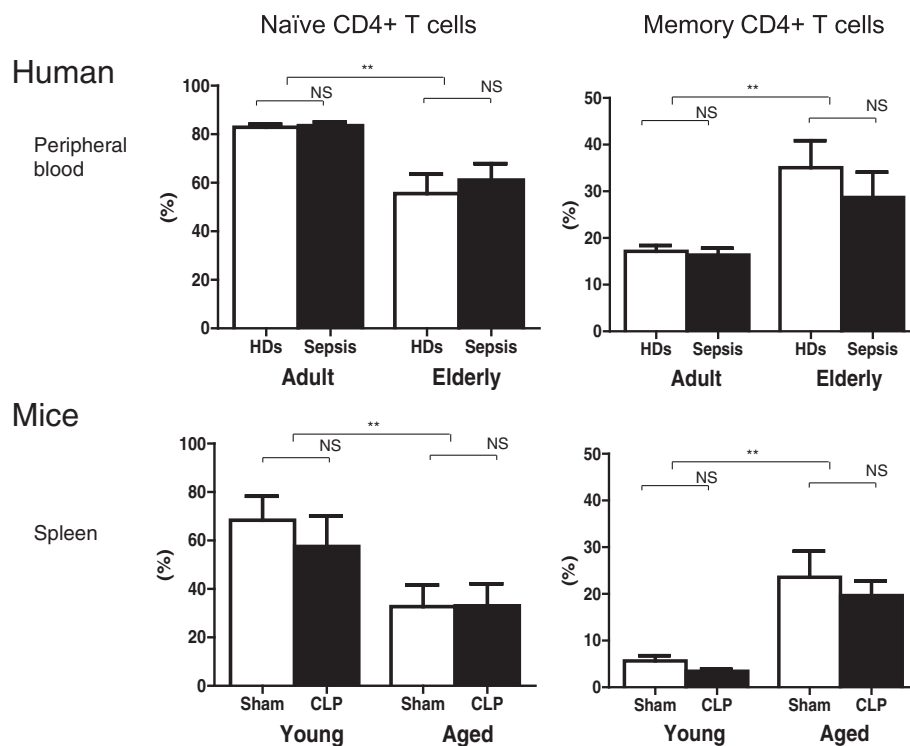 Naïve CD4+ T cells
Memory CD4+ T cells
Human
Peripheral
blood
**
NS
NS
100
80
60
40
20
0
(%)
HDs Sepsis HDs Sepsis
Adult Elderly
**
NS
NS
50
40
30
20
10
0
(%)
HDs Sepsis HDs Sepsis
Adult Elderly
Mice
Spleen
**
NS
NS
100
80
60
40
20
0
(%)
Sham CLP Sham CLP
Young Aged
**
NS
NS
50
40
30
20
10
0
(%)
Sham CLP Sham CLP
Young Aged